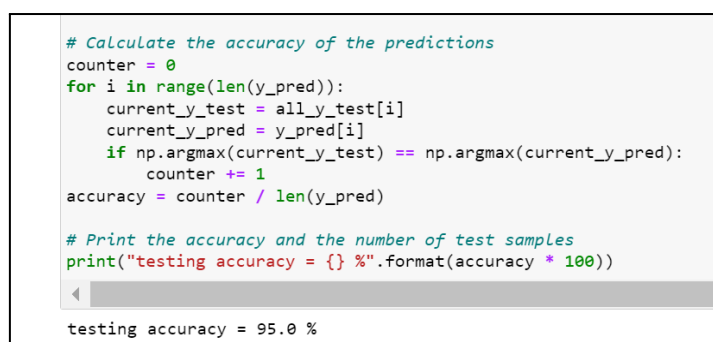 # Calculate the accuracy of the predictions
counter = 0
for i in range(len(y_pred)):
    current_y_test = all_y_test[i]
    current_y_pred = y_pred[i]
    if np.argmax(current_y_test) == np.argmax(current_y_pred):
        counter += 1
accuracy = counter / len(y_pred)

# Print the accuracy and the number of test samples
print("testing accuracy = {} %".format(accuracy * 100))
testing accuracy = 95.0 %